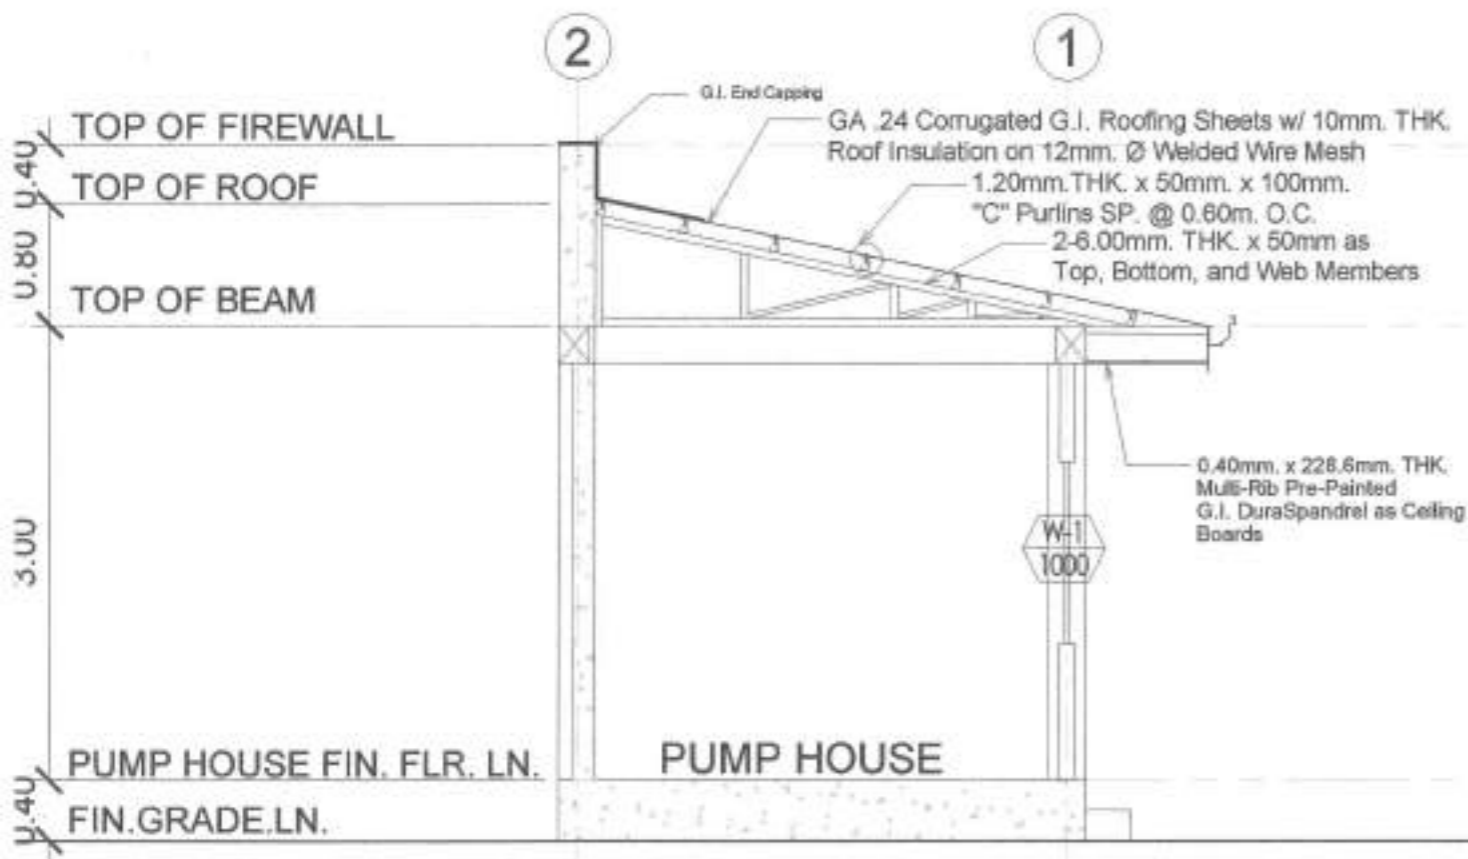 2
1
G.I. End Capping
TOP OF FIREWALL
GA .24 Corrugated G.I. Roofing Sheets w/ 10mm. THK.
Roof Insulation on 12mm. Ø Welded Wire Mesh
0.40
TOP OF ROOF
1.20mm.THK. x 50mm. x 100mm.
"C" Purlins SP. @ 0.60m. O.C.
2-6.00mm. THK. x 50mm as
Top, Bottom, and Web Members
0.80
TOP OF BEAM
0.40mm. x 228.6mm. THK.
Multi-Rib Pre-Painted
G.I. DuraSpandrel as Ceiling
Boards
3.00
W-1
1000
PUMP HOUSE FIN. FLR. LN.
PUMP HOUSE
0.40
FIN.GRADE.LN.